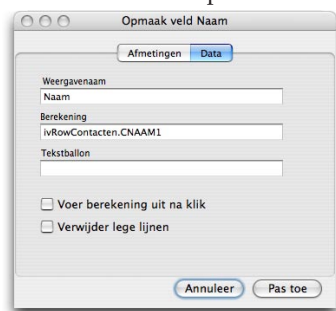 Opmaak veld Naam
Afmetingen Data
Weergavenaam
Naam
Berekening
ivRowContacten.CNAAM1
Tekstballon
Voer berekening uit na klik
Verwijder lege lijnen
Annuleer Pas toe